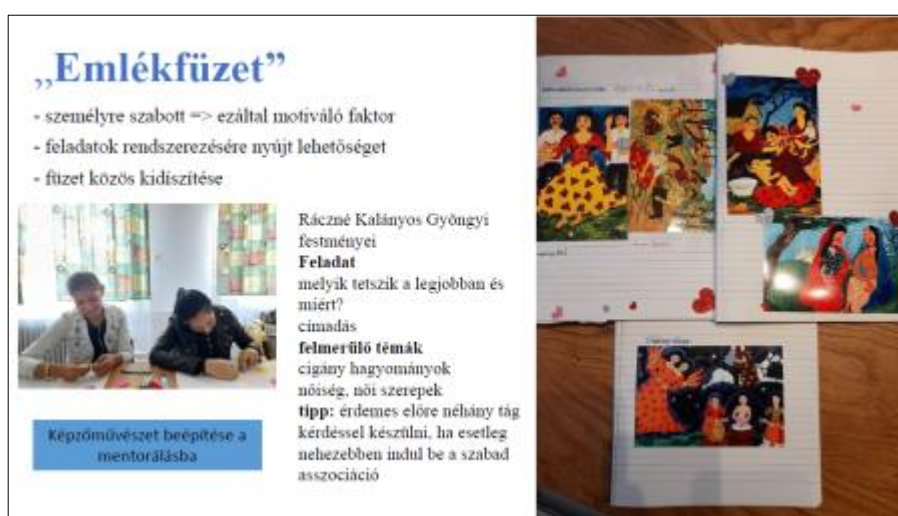 „Emlékfüzet”
- személyre szabott => ezáltal motiváló faktor
- feladatok rendszerezésére nyújt lehetőséget
- füzet közös kidíszítése
Ráczné Kalányos Gyöngyi
festményei
Feladat
melyik tetszik a legjobban és
miért?
címadás
felmerülő témák
cigány hagyományok
nőiség, női szerepek
tipp: érdemes előre néhány tág
kérdéssel készülni, ha esetleg
nehezebben indul be a szabad
asszociáció
Képzőművészet beépítése a
mentorálásba